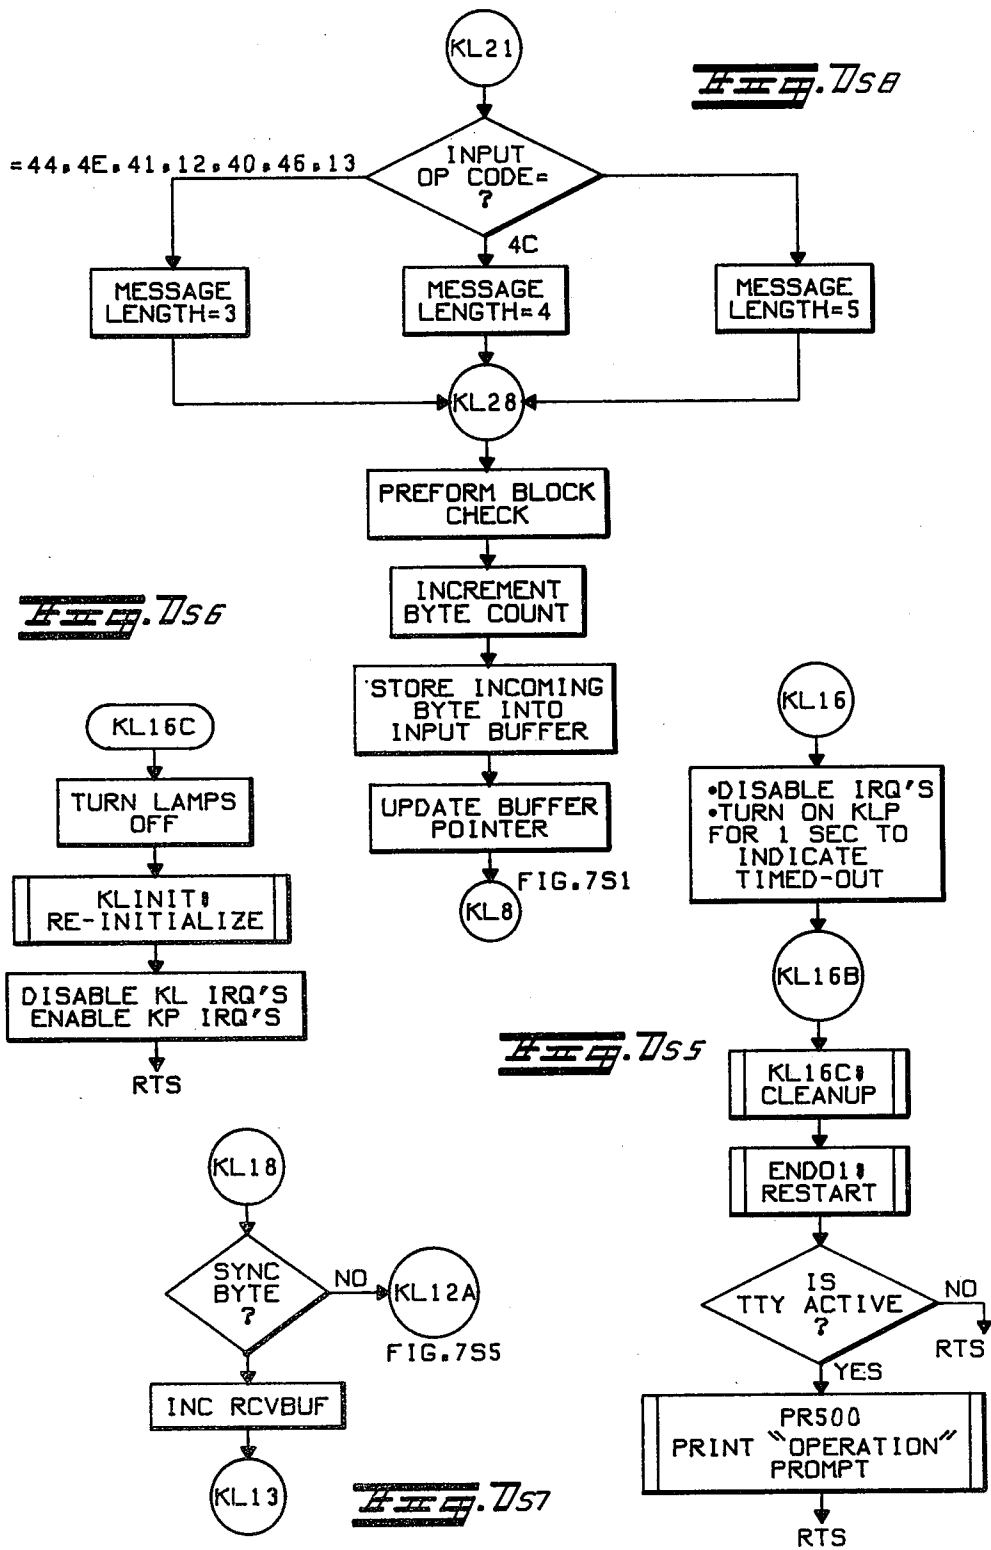 KL21
Fig. 7S8
INPUT
OP CODE=
?
=44,4E,41,12,40,46,13
4C
MESSAGE
LENGTH=3
MESSAGE
LENGTH=4
MESSAGE
LENGTH=5
KL28
PREFORM BLOCK
CHECK
INCREMENT
BYTE COUNT
STORE INCOMING
BYTE INTO
INPUT BUFFER
UPDATE BUFFER
POINTER
FIG.7S1
KL8
Fig. 7S6
KL16C
TURN LAMPS
OFF
KLINIT:
RE-INITIALIZE
DISABLE KL IRQ'S
ENABLE KP IRQ'S
RTS
KL16
•DISABLE IRQ'S
•TURN ON KLP
FOR 1 SEC TO
INDICATE
TIMED-OUT
KL16B
Fig. 7S5
KL16C:
CLEANUP
END01:
RESTART
IS
TTY ACTIVE
?
NO
RTS
YES
PR500
PRINT "OPERATION"
PROMPT
RTS
KL18
SYNC
BYTE
?
NO
KL12A
FIG.7S5
INC RCVBUF
KL13
Fig. 7S7